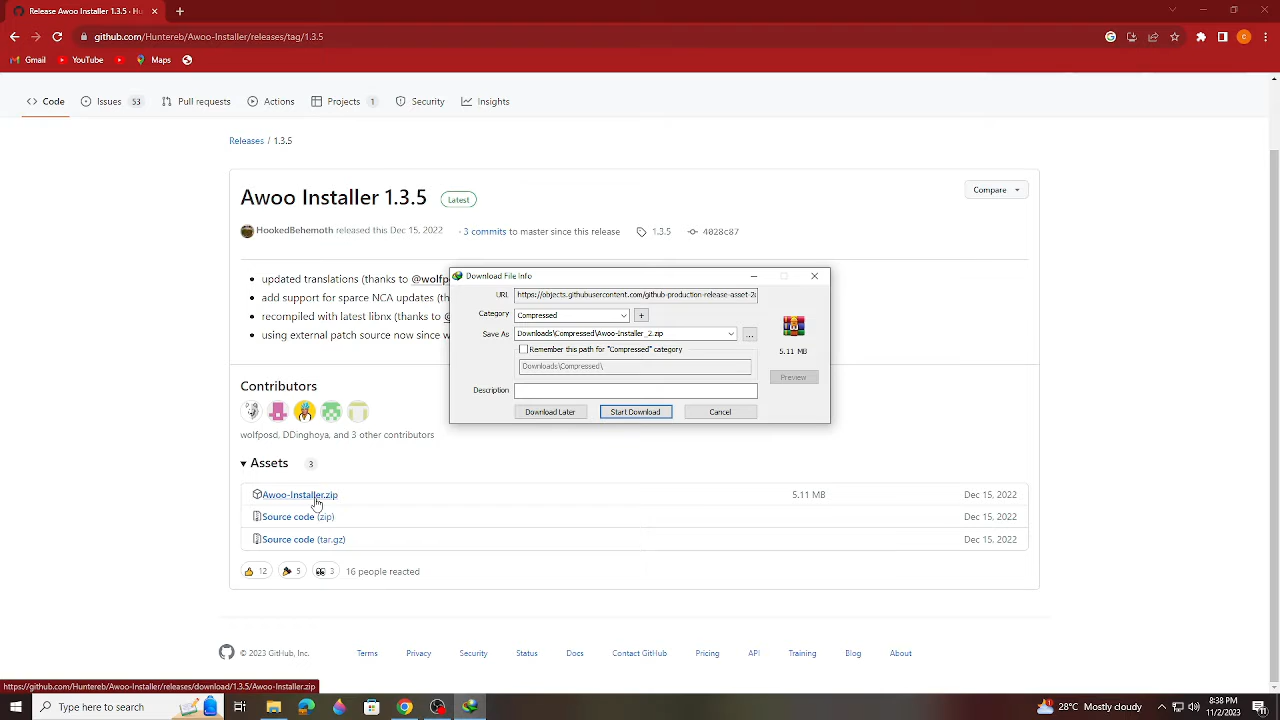 Release Awoo Installer 1.3.5 ·
github.com/Huntereb/Awoo-Installer/releases/tag/1.3.5
Gmail YouTube Maps
Code Issues 53 Pull requests Actions Projects 1 Security Insights
Releases / 1.3.5
Awoo Installer 1.3.5 Latest
Compare
HookedBehemoth released this Dec 15, 2022 · 3 commits to master since this release 1.3.5 4028c87
• updated translations (thanks to @wolfp
• add support for sparce NCA updates (th
• recompiled with latest libnx (thanks to @
• using external patch source now since w
Download File Info
URL https://objects.githubusercontent.com/github-production-release-asset-2
Category Compressed +
Save As Downloads\Compressed\Awoo-Installer_2.zip ...
5.11 MB
Remember this path for "Compressed" category
Downloads\Compressed\
Preview
Description
Download Later Start Download Cancel
Contributors
wolfposd, DDinghoya, and 3 other contributors
Assets 3
Awoo-Installer.zip 5.11 MB Dec 15, 2022
Source code (zip) Dec 15, 2022
Source code (tar.gz) Dec 15, 2022
12 5 3 16 people reacted
© 2023 GitHub, Inc. Terms Privacy Security Status Docs Contact GitHub Pricing API Training Blog About
https://github.com/Huntereb/Awoo-Installer/releases/download/1.3.5/Awoo-Installer.zip
Type here to search
28°C Mostly cloudy
8:38 PM
11/2/2023